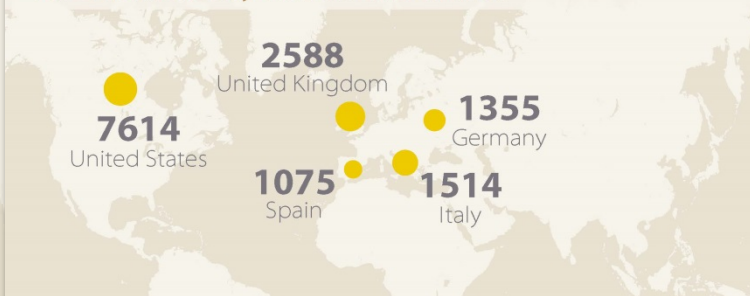 2588
United Kingdom
7614
United States
1355
Germany
1075
Spain
1514
Italy